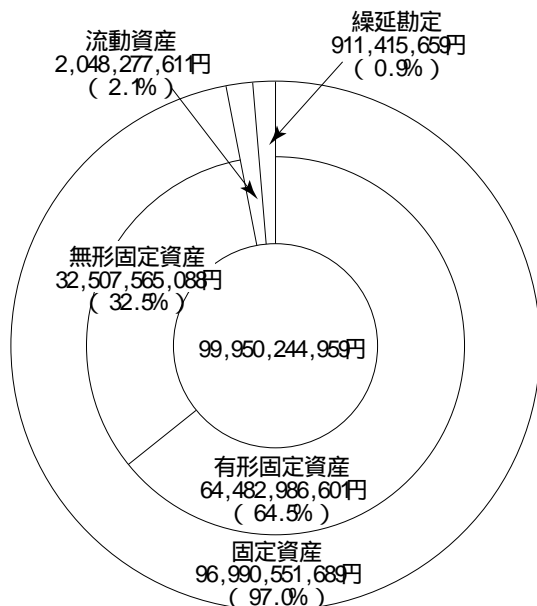 繰延勘定
911,415,659円
( 0.9%)
流動資産
2,048,277,611円
( 2.1%)
無形固定資産
32,507,565,088円
( 32.5%)
99,950,244,959円
有形固定資産
64,482,986,601円
( 64.5%)
固定資産
96,990,551,689円
( 97.0%)